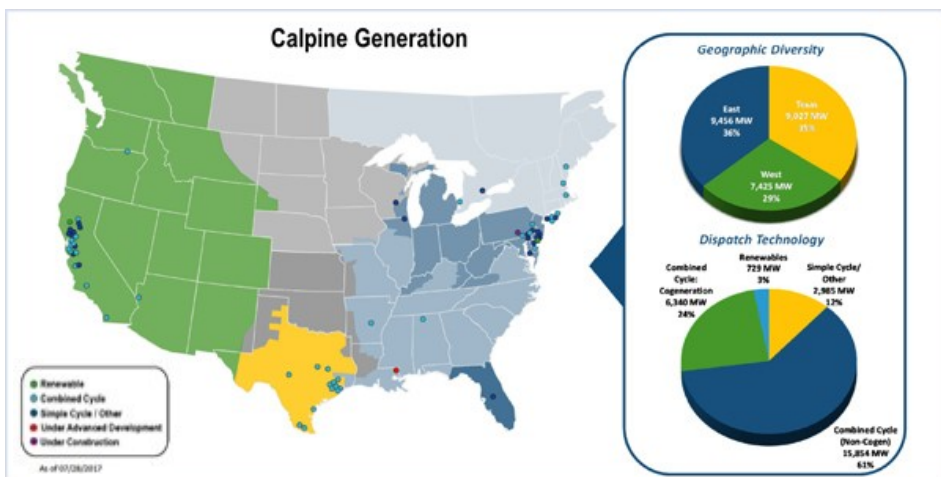 Calpine Generation
Renewable
Combined Cycle
Simple Cycle / Other
Under Advanced Development
Under Construction
As of 07/28/2017
Geographic Diversity
East
9,456 MW
36%
Texas
9,027 MW
35%
West
7,425 MW
29%
Dispatch Technology
Renewables
729 MW
3%
Simple Cycle/
Other
2,985 MW
12%
Combined
Cycle:
Cogeneration
6,340 MW
24%
Combined Cycle
(Non-Cogen)
15,854 MW
61%